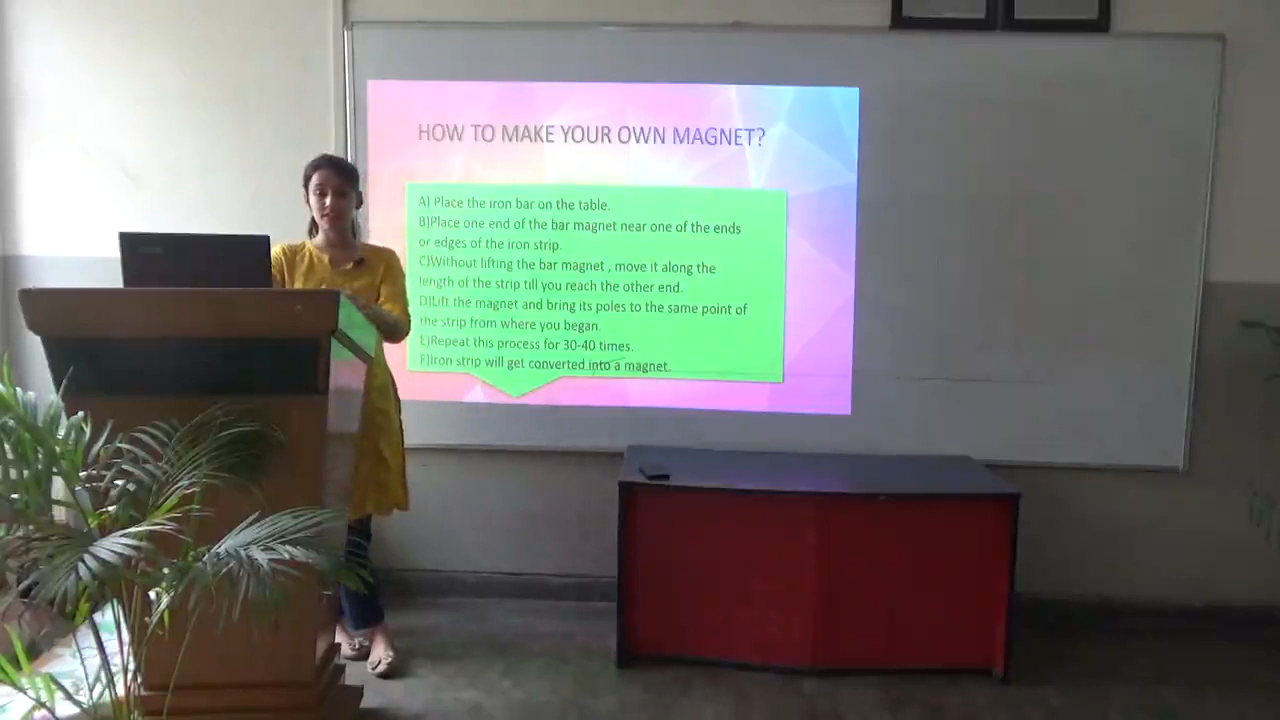 HOW TO MAKE YOUR OWN MAGNET?
A) Place the iron bar on the table.
B)Place one end of the bar magnet near one of the ends
or edges of the iron strip.
C)Without lifting the bar magnet , move it along the
length of the strip till you reach the other end.
D)Lift the magnet and bring its poles to the same point of
the strip from where you began.
E)Repeat this process for 30-40 times.
F)Iron strip will get converted into a magnet.